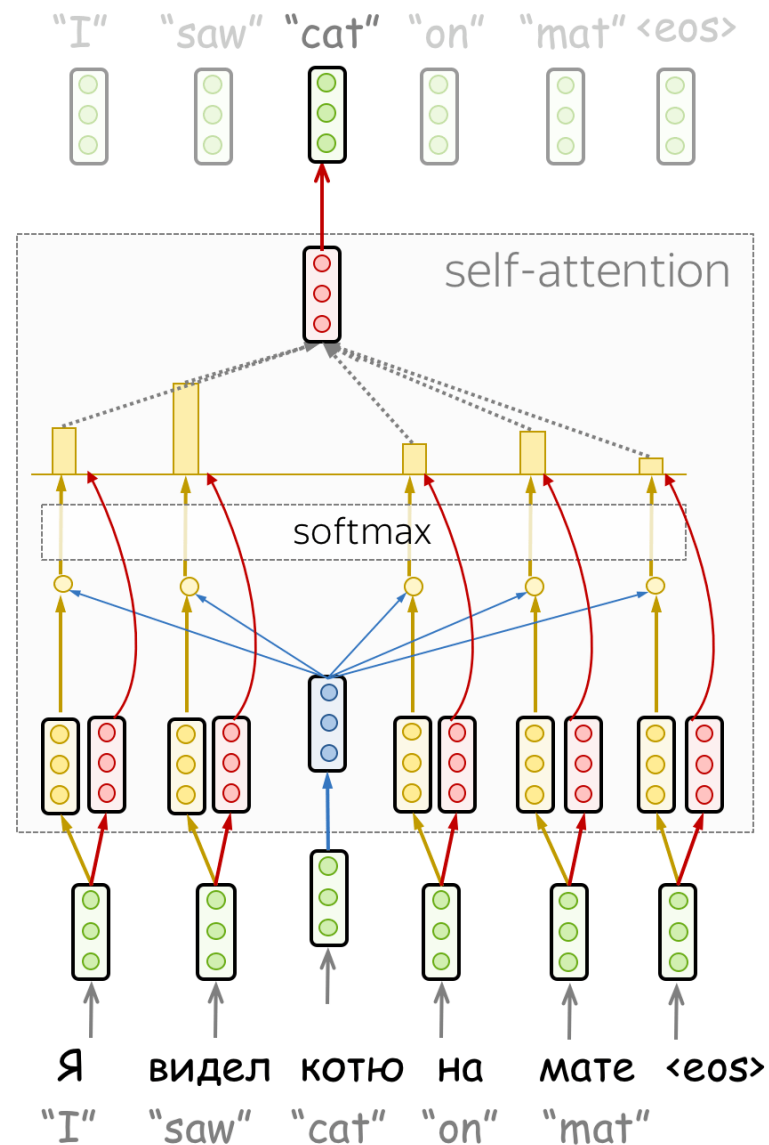 “I” “saw” “cat” “on” “mat” <eos>
self-attention
softmax
Я видел котю на мате <eos>
“I” “saw” “cat” “on” “mat”